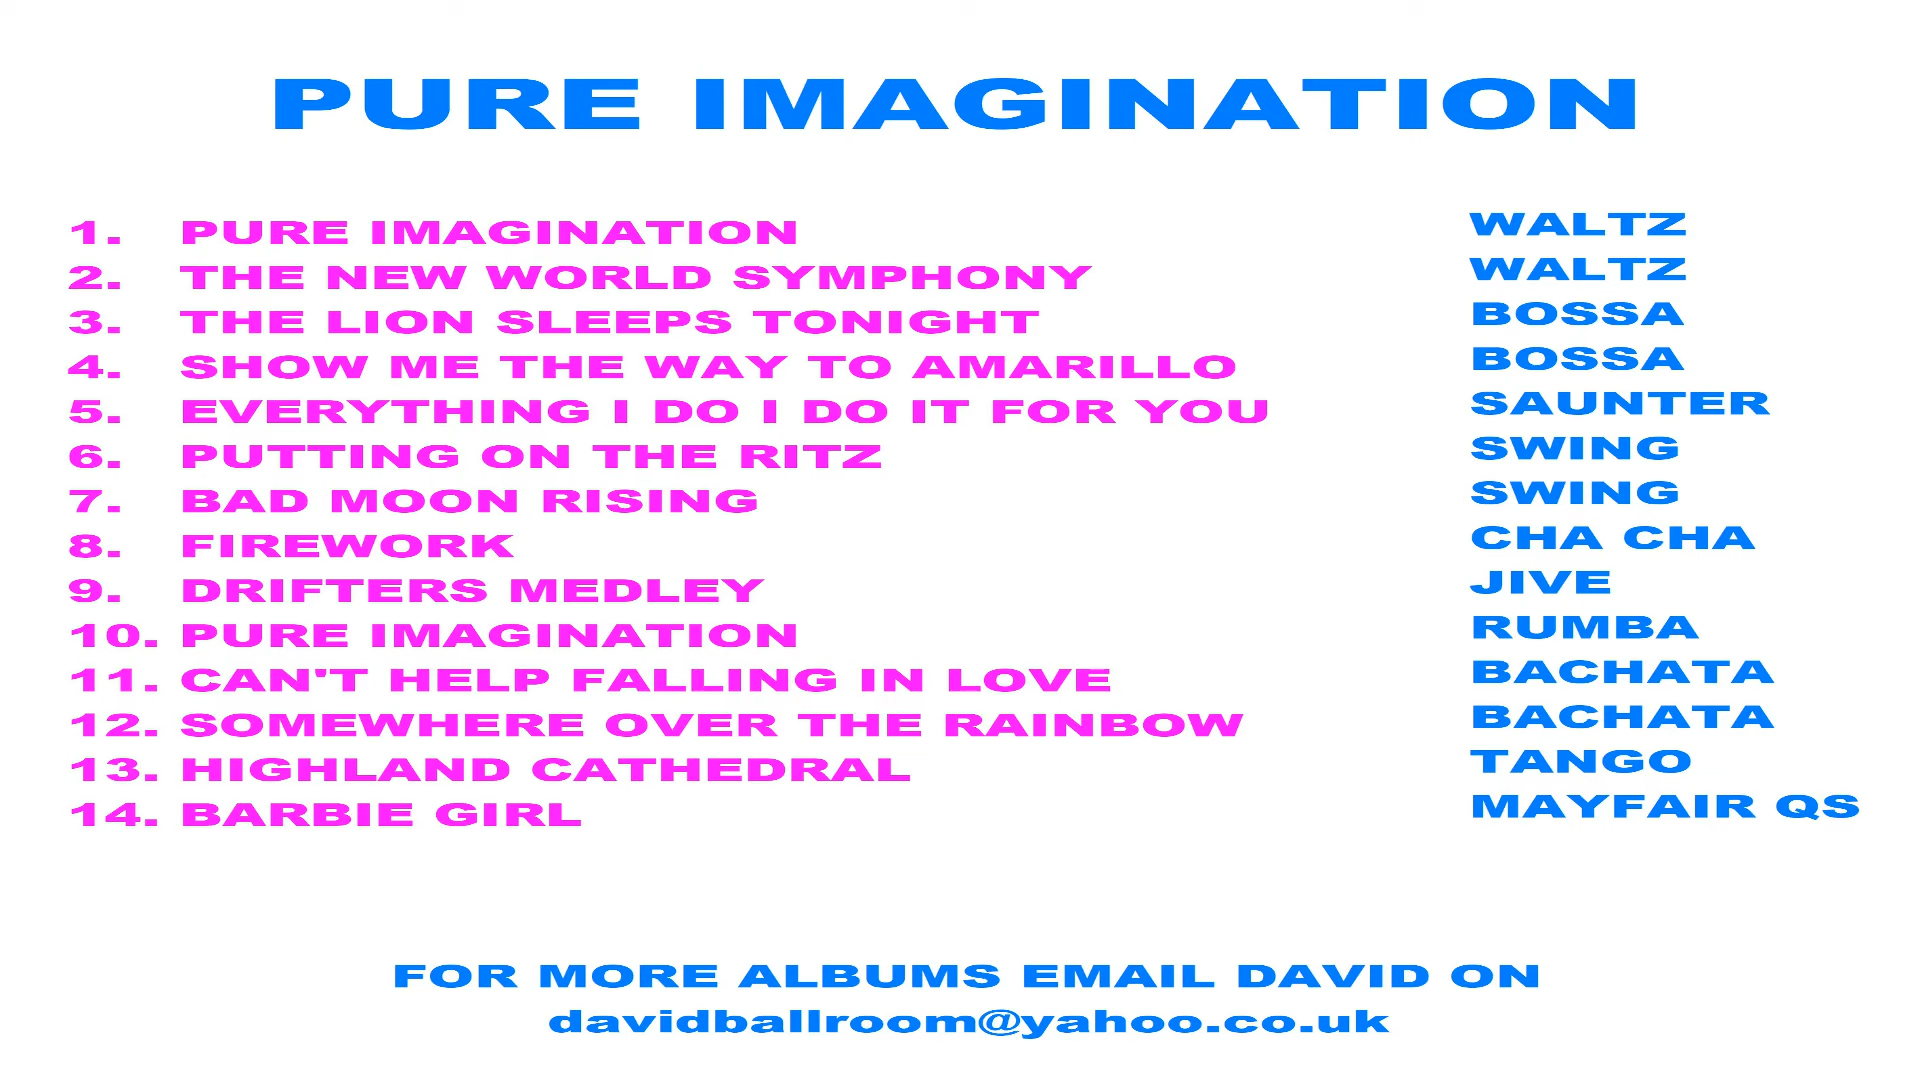 PURE IMAGINATION
1. PURE IMAGINATION WALTZ
2. THE NEW WORLD SYMPHONY WALTZ
3. THE LION SLEEPS TONIGHT BOSSA
4. SHOW ME THE WAY TO AMARILLO BOSSA
5. EVERYTHING I DO I DO IT FOR YOU SAUNTER
6. PUTTING ON THE RITZ SWING
7. BAD MOON RISING SWING
8. FIREWORK CHA CHA
9. DRIFTERS MEDLEY JIVE
10. PURE IMAGINATION RUMBA
11. CAN'T HELP FALLING IN LOVE BACHATA
12. SOMEWHERE OVER THE RAINBOW BACHATA
13. HIGHLAND CATHEDRAL TANGO
14. BARBIE GIRL MAYFAIR QS
FOR MORE ALBUMS EMAIL DAVID ON
davidballroom@yahoo.co.uk